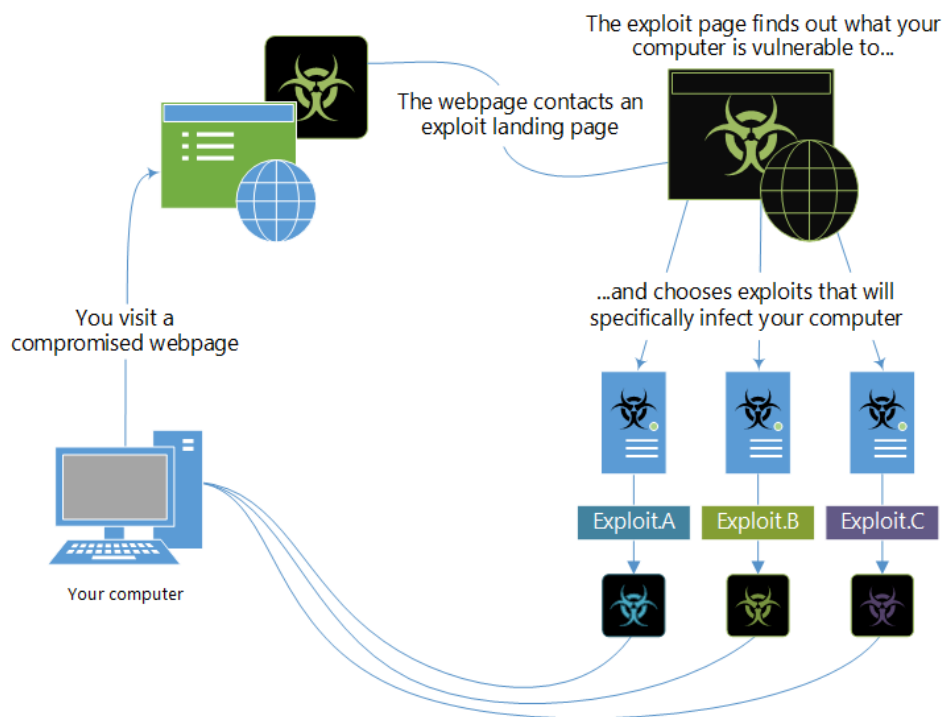 The exploit page finds out what your
computer is vulnerable to...
The webpage contacts an
exploit landing page
...and chooses exploits that will
specifically infect your computer
You visit a
compromised webpage
Exploit.A
Exploit.B
Exploit.C
Your computer